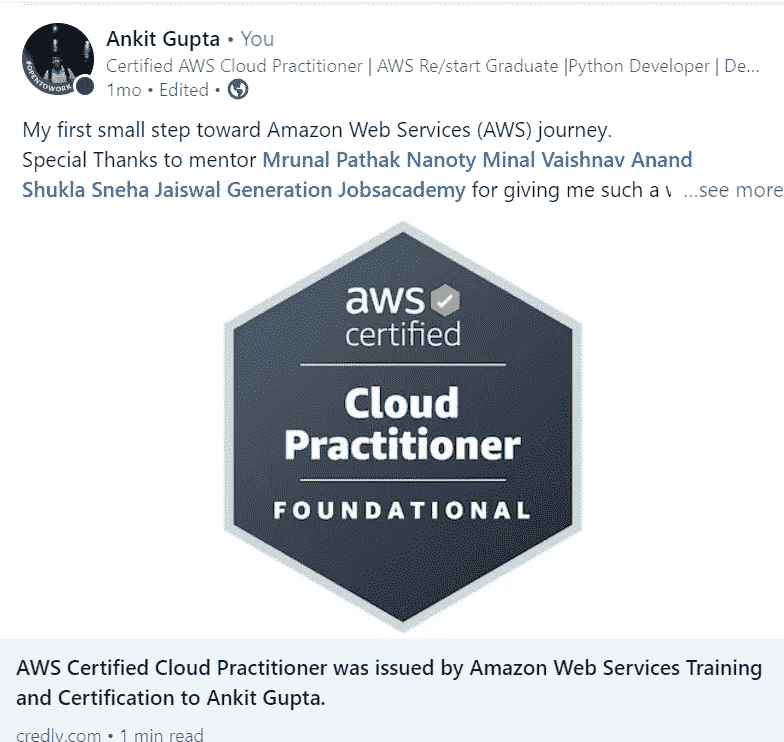 Ankit Gupta • You
Certified AWS Cloud Practitioner | AWS Re/start Graduate |Python Developer | De...
1mo • Edited •
My first small step toward Amazon Web Services (AWS) journey.
Special Thanks to mentor Mrunal Pathak Nanoty Minal Vaishnav Anand
Shukla Sneha Jaiswal Generation Jobsacademy for giving me such a ...see more
#OPENTOWORK
aws
certified
Cloud
Practitioner
FOUNDATIONAL
AWS Certified Cloud Practitioner was issued by Amazon Web Services Training
and Certification to Ankit Gupta.
credly.com • 1 min read